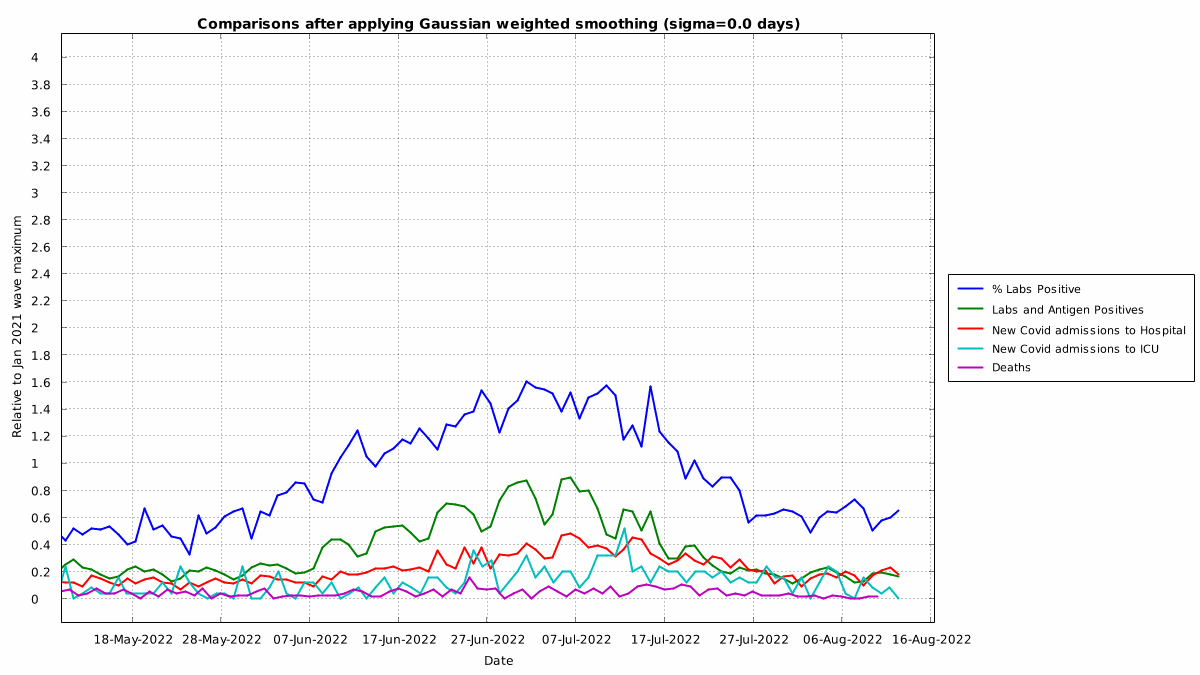 Comparisons after applying Gaussian weighted smoothing (sigma=0.0 days)
4
3.8
3.6
3.4
3.2
3
2.8
2.6
2.4
2.2
2
1.8
1.6
1.4
1.2
1
0.8
0.6
0.4
0.2
0
Relative to Jan 2021 wave maximum
18-May-2022 28-May-2022 07-Jun-2022 17-Jun-2022 27-Jun-2022 07-Jul-2022 17-Jul-2022 27-Jul-2022 06-Aug-2022 16-Aug-2022
Date
% Labs Positive
Labs and Antigen Positives
New Covid admissions to Hospital
New Covid admissions to ICU
Deaths